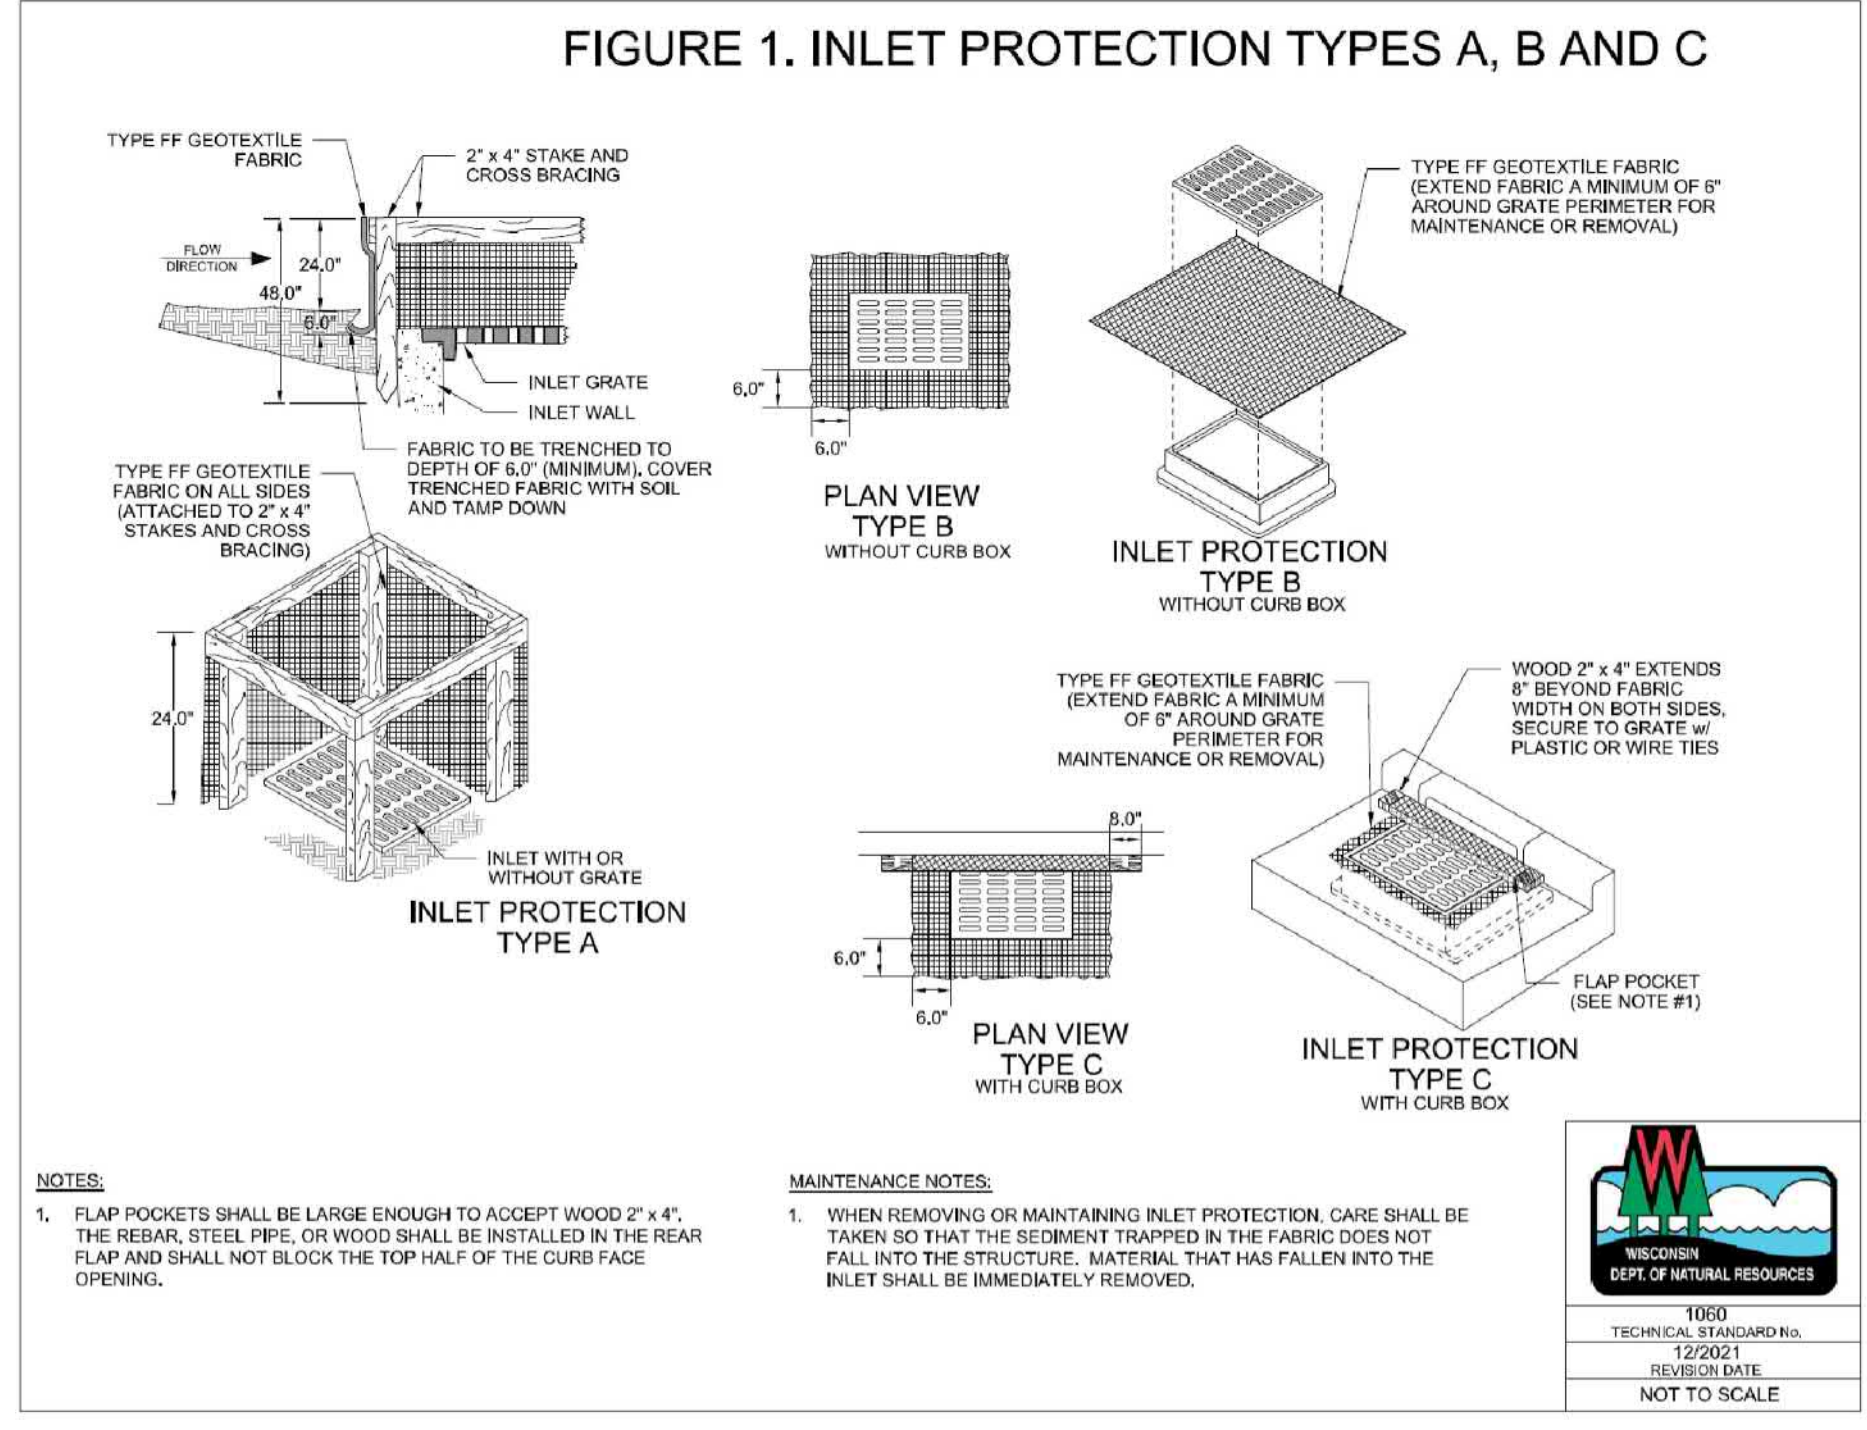 FIGURE 1. INLET PROTECTION TYPES A, B AND C
TYPE FF GEOTEXTILE
FABRIC
2" x 4" STAKE AND
CROSS BRACING
FLOW
DIRECTION
24.0"
48.0"
6.0"
INLET GRATE
INLET WALL
FABRIC TO BE TRENCHED TO
DEPTH OF 6.0" (MINIMUM). COVER
TRENCHED FABRIC WITH SOIL
AND TAMP DOWN
TYPE FF GEOTEXTILE
FABRIC ON ALL SIDES
(ATTACHED TO 2" x 4"
STAKES AND CROSS
BRACING)
24.0"
INLET WITH OR
WITHOUT GRATE
INLET PROTECTION
TYPE A
6.0"
6.0"
PLAN VIEW
TYPE B
WITHOUT CURB BOX
TYPE FF GEOTEXTILE FABRIC
(EXTEND FABRIC A MINIMUM OF 6"
AROUND GRATE PERIMETER FOR
MAINTENANCE OR REMOVAL)
INLET PROTECTION
TYPE B
WITHOUT CURB BOX
TYPE FF GEOTEXTILE FABRIC
(EXTEND FABRIC A MINIMUM
OF 6" AROUND GRATE
PERIMETER FOR
MAINTENANCE OR REMOVAL)
WOOD 2" x 4" EXTENDS
8" BEYOND FABRIC
WIDTH ON BOTH SIDES,
SECURE TO GRATE w/
PLASTIC OR WIRE TIES
8.0"
6.0"
6.0"
PLAN VIEW
TYPE C
WITH CURB BOX
FLAP POCKET
(SEE NOTE #1)
INLET PROTECTION
TYPE C
WITH CURB BOX
NOTES:
1. FLAP POCKETS SHALL BE LARGE ENOUGH TO ACCEPT WOOD 2" x 4".
THE REBAR, STEEL PIPE, OR WOOD SHALL BE INSTALLED IN THE REAR
FLAP AND SHALL NOT BLOCK THE TOP HALF OF THE CURB FACE
OPENING.
MAINTENANCE NOTES:
1. WHEN REMOVING OR MAINTAINING INLET PROTECTION, CARE SHALL BE
TAKEN SO THAT THE SEDIMENT TRAPPED IN THE FABRIC DOES NOT
FALL INTO THE STRUCTURE. MATERIAL THAT HAS FALLEN INTO THE
INLET SHALL BE IMMEDIATELY REMOVED.
W
WISCONSIN
DEPT. OF NATURAL RESOURCES
1060
TECHNICAL STANDARD No.
12/2021
REVISION DATE
NOT TO SCALE